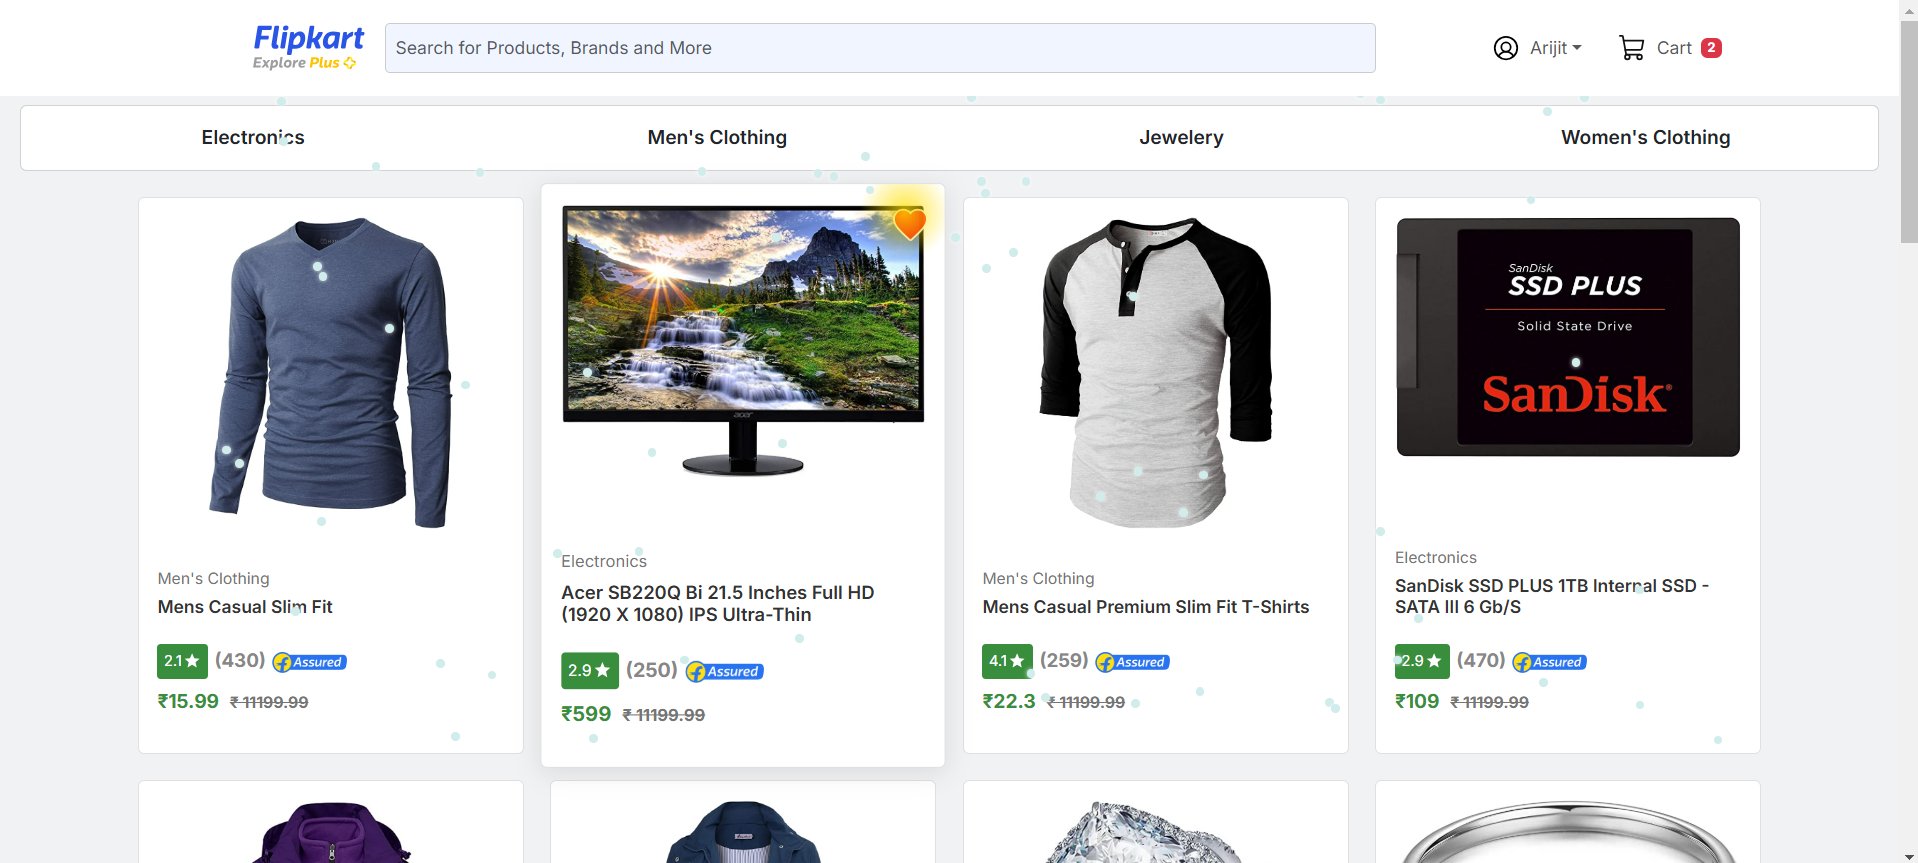 Flipkart
Explore Plus
Search for Products, Brands and More
Arijit
Cart 2
Electronics
Men's Clothing
Jewelery
Women's Clothing
acer
SanDisk
SSD PLUS
Solid State Drive
SanDisk®
Men's Clothing
Mens Casual Slim Fit
2.1★ (430) f Assured
₹15.99 ₹ 11199.99
Electronics
Acer SB220Q Bi 21.5 Inches Full HD
(1920 X 1080) IPS Ultra-Thin
2.9★ (250) f Assured
₹599 ₹ 11199.99
Men's Clothing
Mens Casual Premium Slim Fit T-Shirts
4.1★ (259) f Assured
₹22.3 ₹ 11199.99
Electronics
SanDisk SSD PLUS 1TB Internal SSD -
SATA III 6 Gb/S
2.9★ (470) f Assured
₹109 ₹ 11199.99